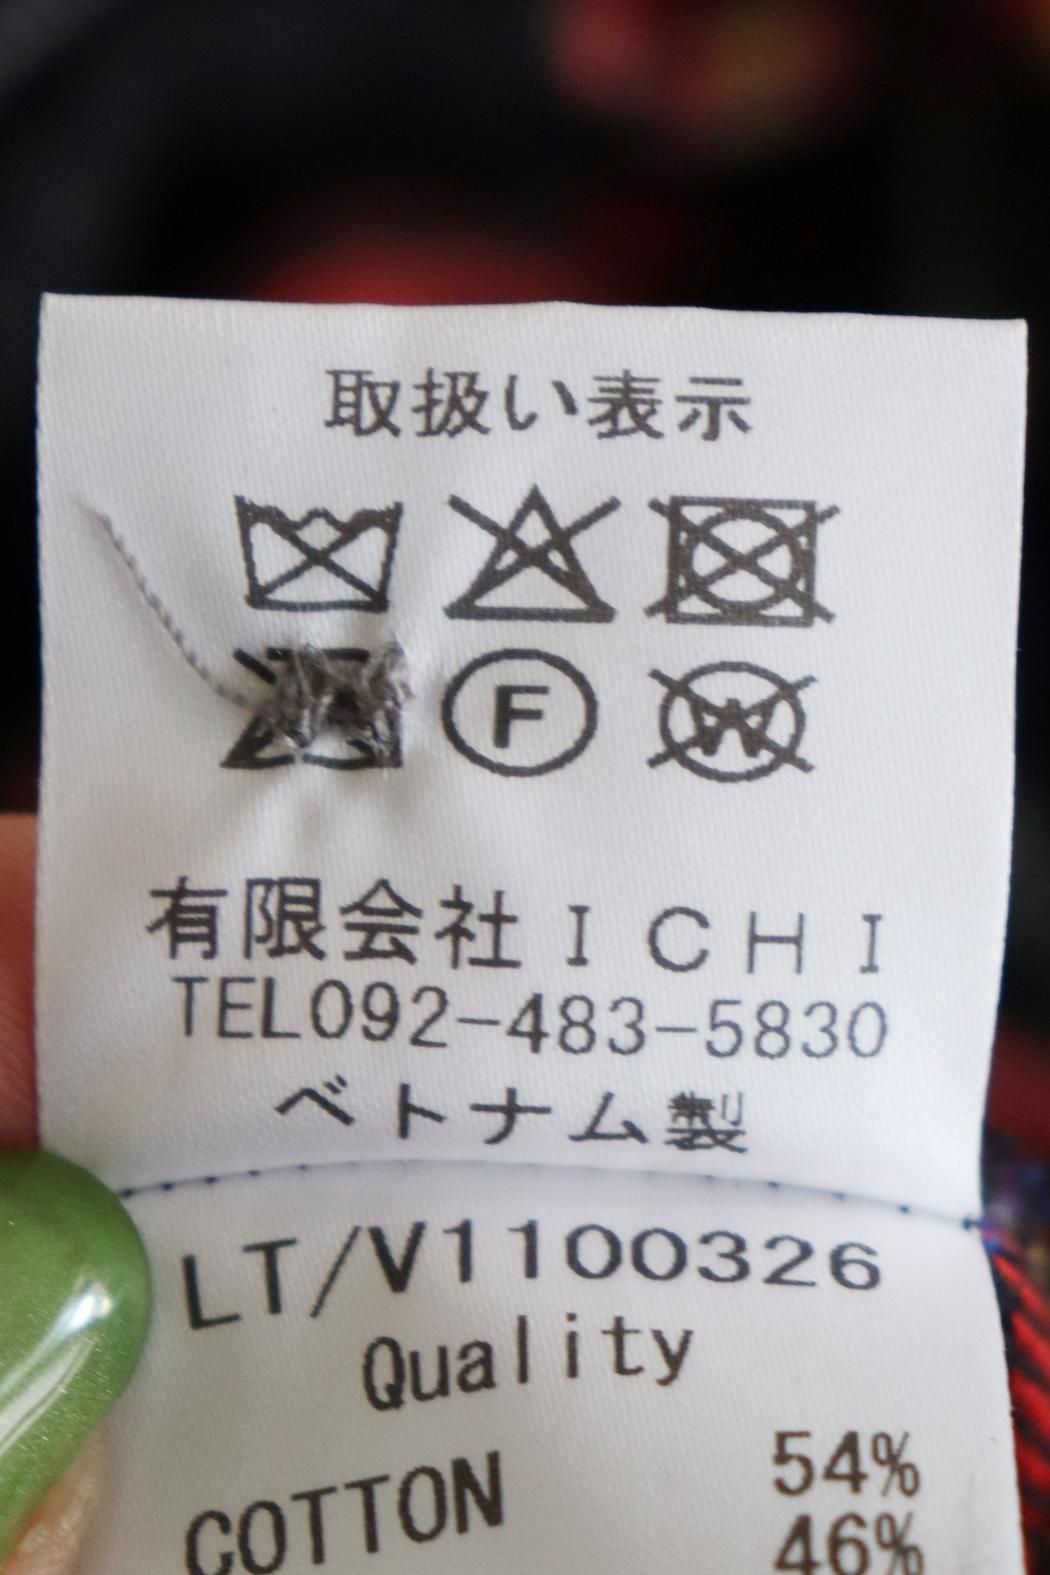 取扱い表示
F
W
有限会社ICHI
TEL092-483-5830
ベトナム製
LT/V1100326
Quality
COTTON 54%
46%